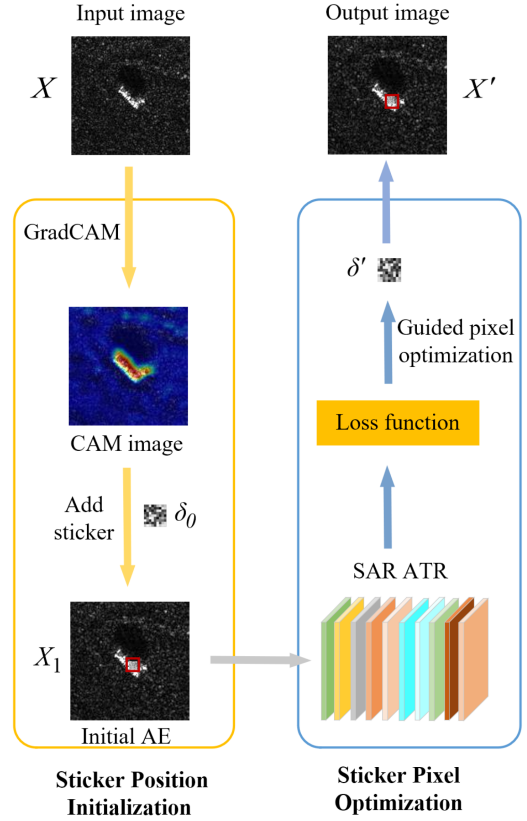 Input image
X
GradCAM
CAM image
Add
sticker
δ0
X1
Initial AE
Sticker Position
Initialization
Output image
X'
δ'
Guided pixel
optimization
Loss function
SAR ATR
Sticker Pixel
Optimization